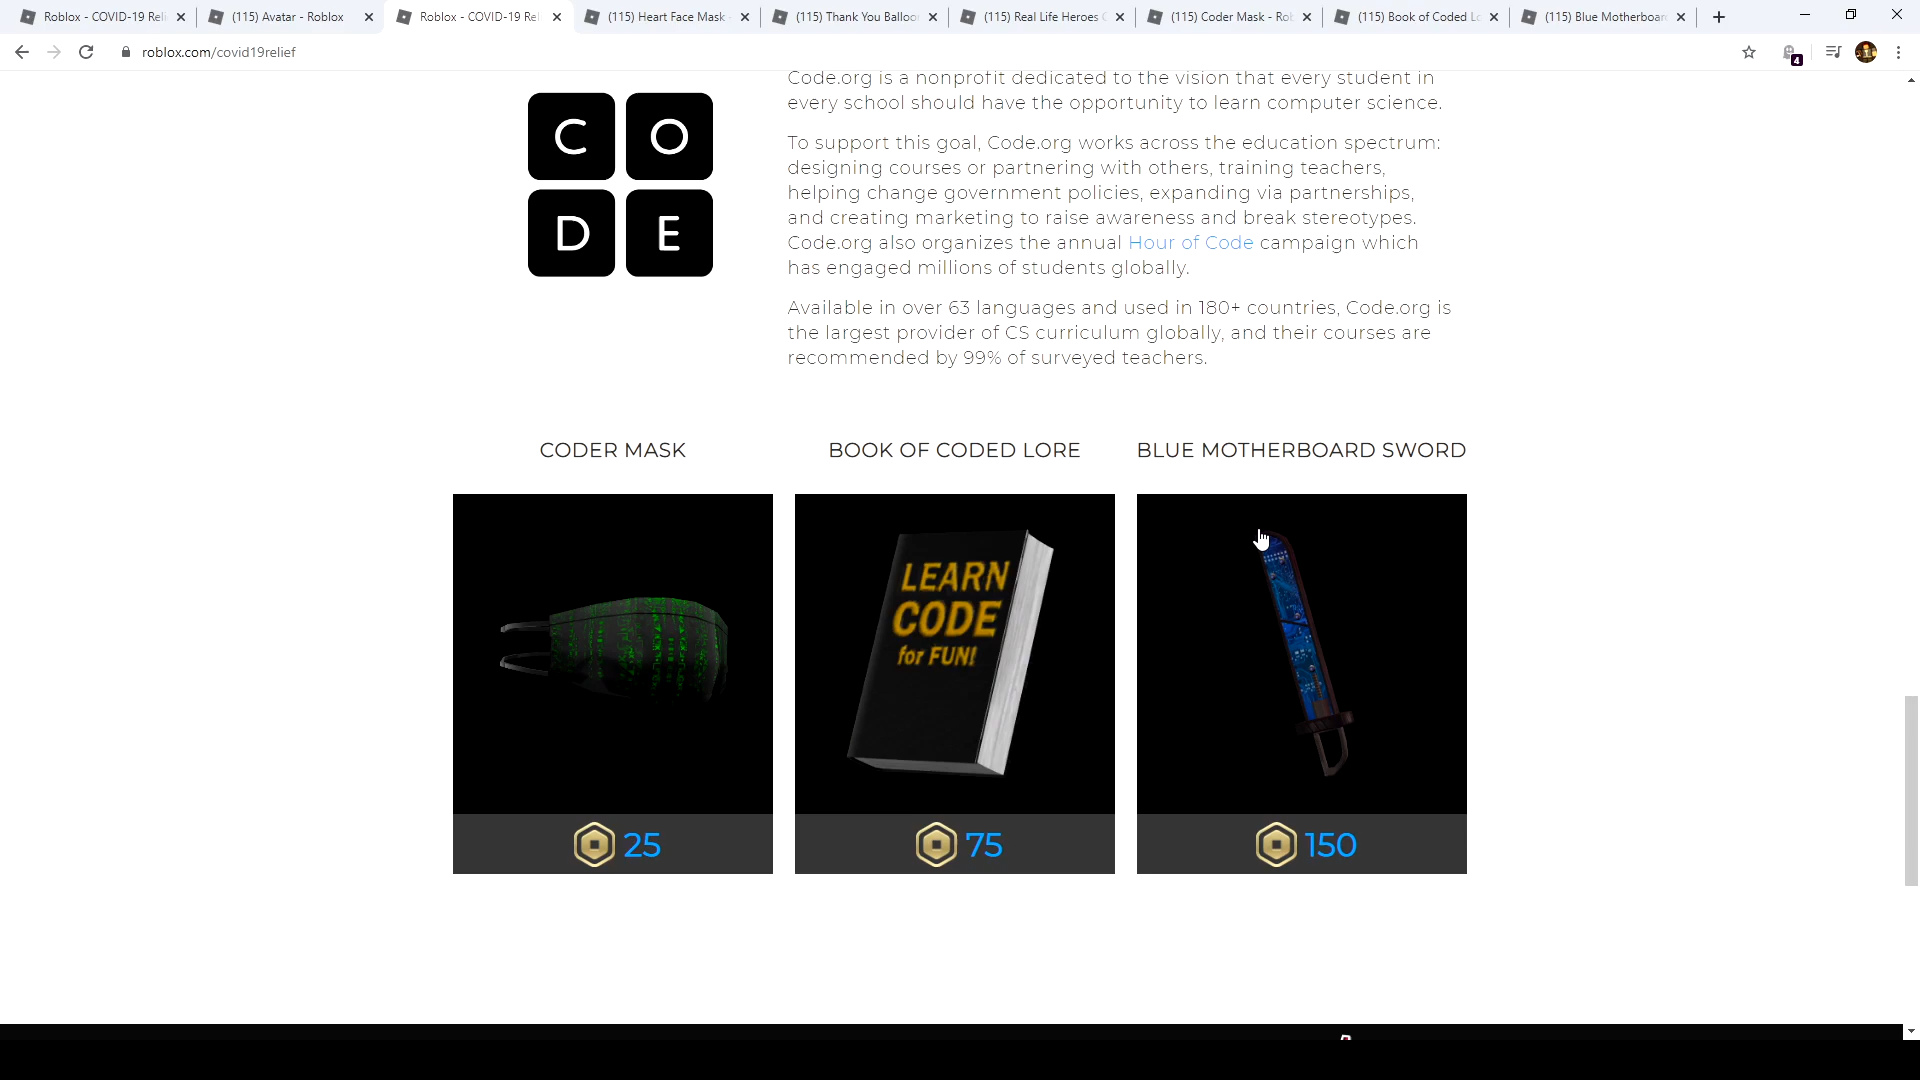 Roblox - COVID-19 Reli
(115) Avatar - Roblox
Roblox - COVID-19 Rel
(115) Heart Face Mask -
(115) Thank You Balloo
(115) Real Life Heroes C
(115) Coder Mask - Rob
(115) Book of Coded Lo
(115) Blue Motherboar
roblox.com/covid19relief
4
Code.org is a nonprofit dedicated to the vision that every student in
every school should have the opportunity to learn computer science.
C O
D E
To support this goal, Code.org works across the education spectrum:
designing courses or partnering with others, training teachers,
helping change government policies, expanding via partnerships,
and creating marketing to raise awareness and break stereotypes.
Code.org also organizes the annual Hour of Code campaign which
has engaged millions of students globally.
Available in over 63 languages and used in 180+ countries, Code.org is
the largest provider of CS curriculum globally, and their courses are
recommended by 99% of surveyed teachers.
CODER MASK
BOOK OF CODED LORE
BLUE MOTHERBOARD SWORD
LEARN
CODE
for FUN!
25
75
150